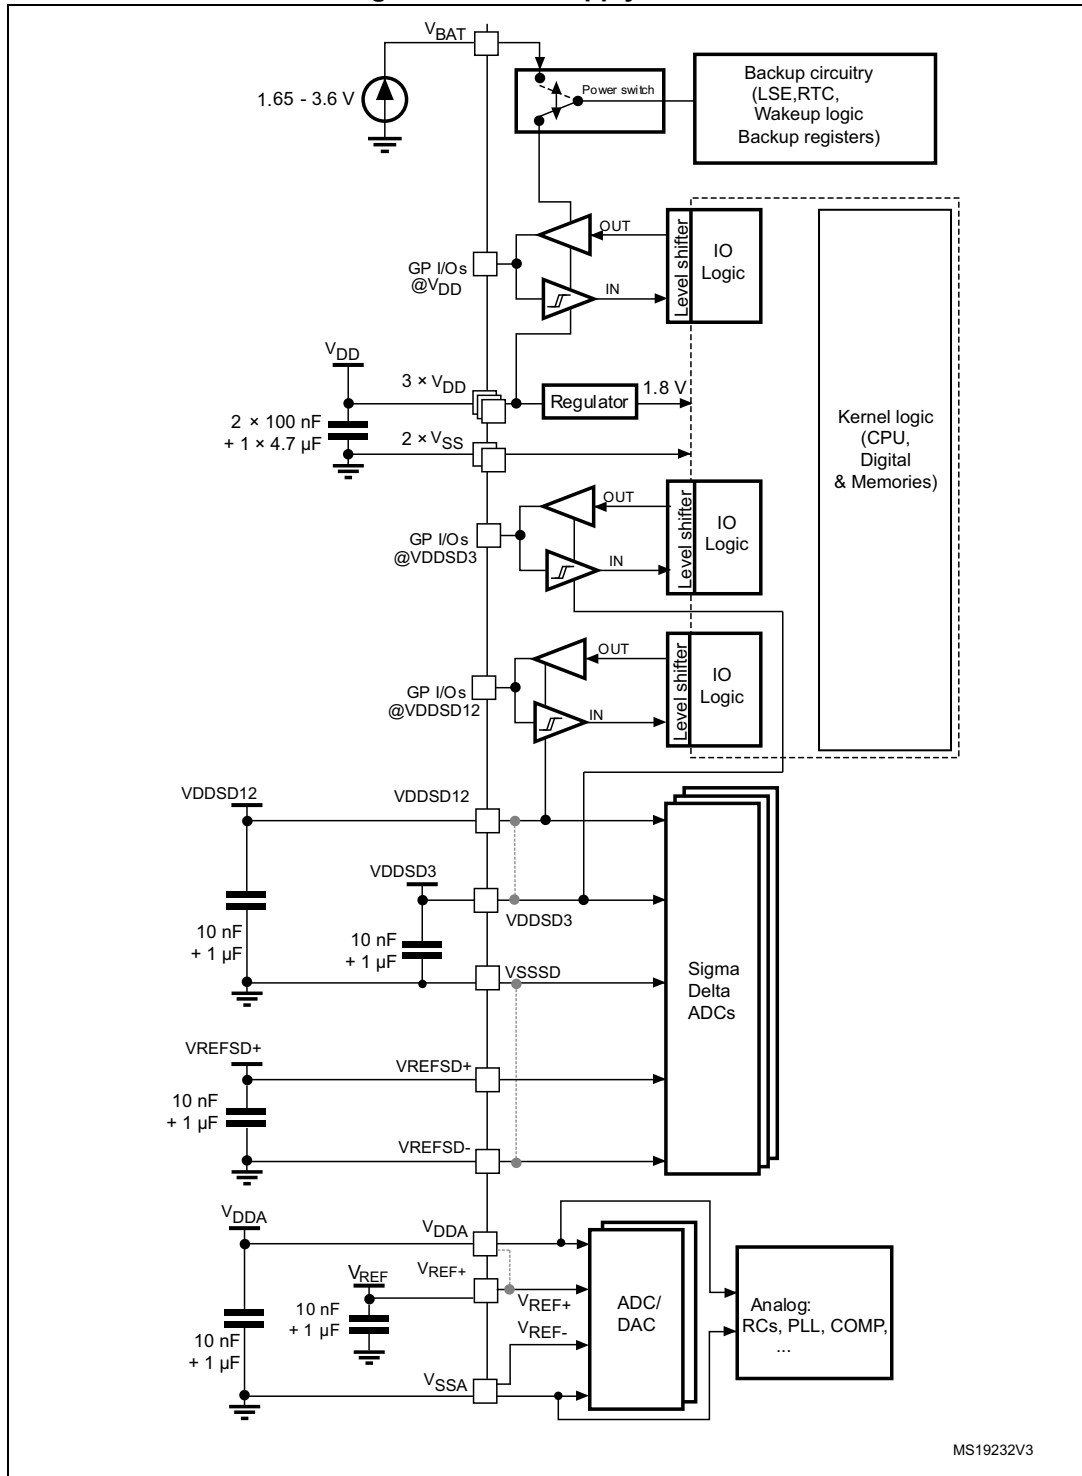 VBAT
1.65 - 3.6 V
Power switch
Backup circuitry
(LSE,RTC,
Wakeup logic
Backup registers)
OUT
Level shifter
IO
Logic
GP I/Os
@VDD
IN
VDD
3 × VDD
Regulator
1.8 V
2 × 100 nF
+ 1 × 4.7 µF
2 × VSS
Kernel logic
(CPU,
Digital
& Memories)
OUT
Level shifter
IO
Logic
GP I/Os
@VDDSD3
IN
OUT
Level shifter
IO
Logic
GP I/Os
@VDDSD12
IN
VDDSD12
VDDSD12
VDDSD3
VDDSD3
10 nF
+ 1 µF
10 nF
+ 1 µF
VSSSD
Sigma
Delta
ADCs
VREFSD+
VREFSD+
10 nF
+ 1 µF
VREFSD-
VDDA
VDDA
VREF+
VREF
VREF+
10 nF
+ 1 µF
VREF-
ADC/
DAC
Analog:
RCs, PLL, COMP,
...
10 nF
+ 1 µF
VSSA
MS19232V3